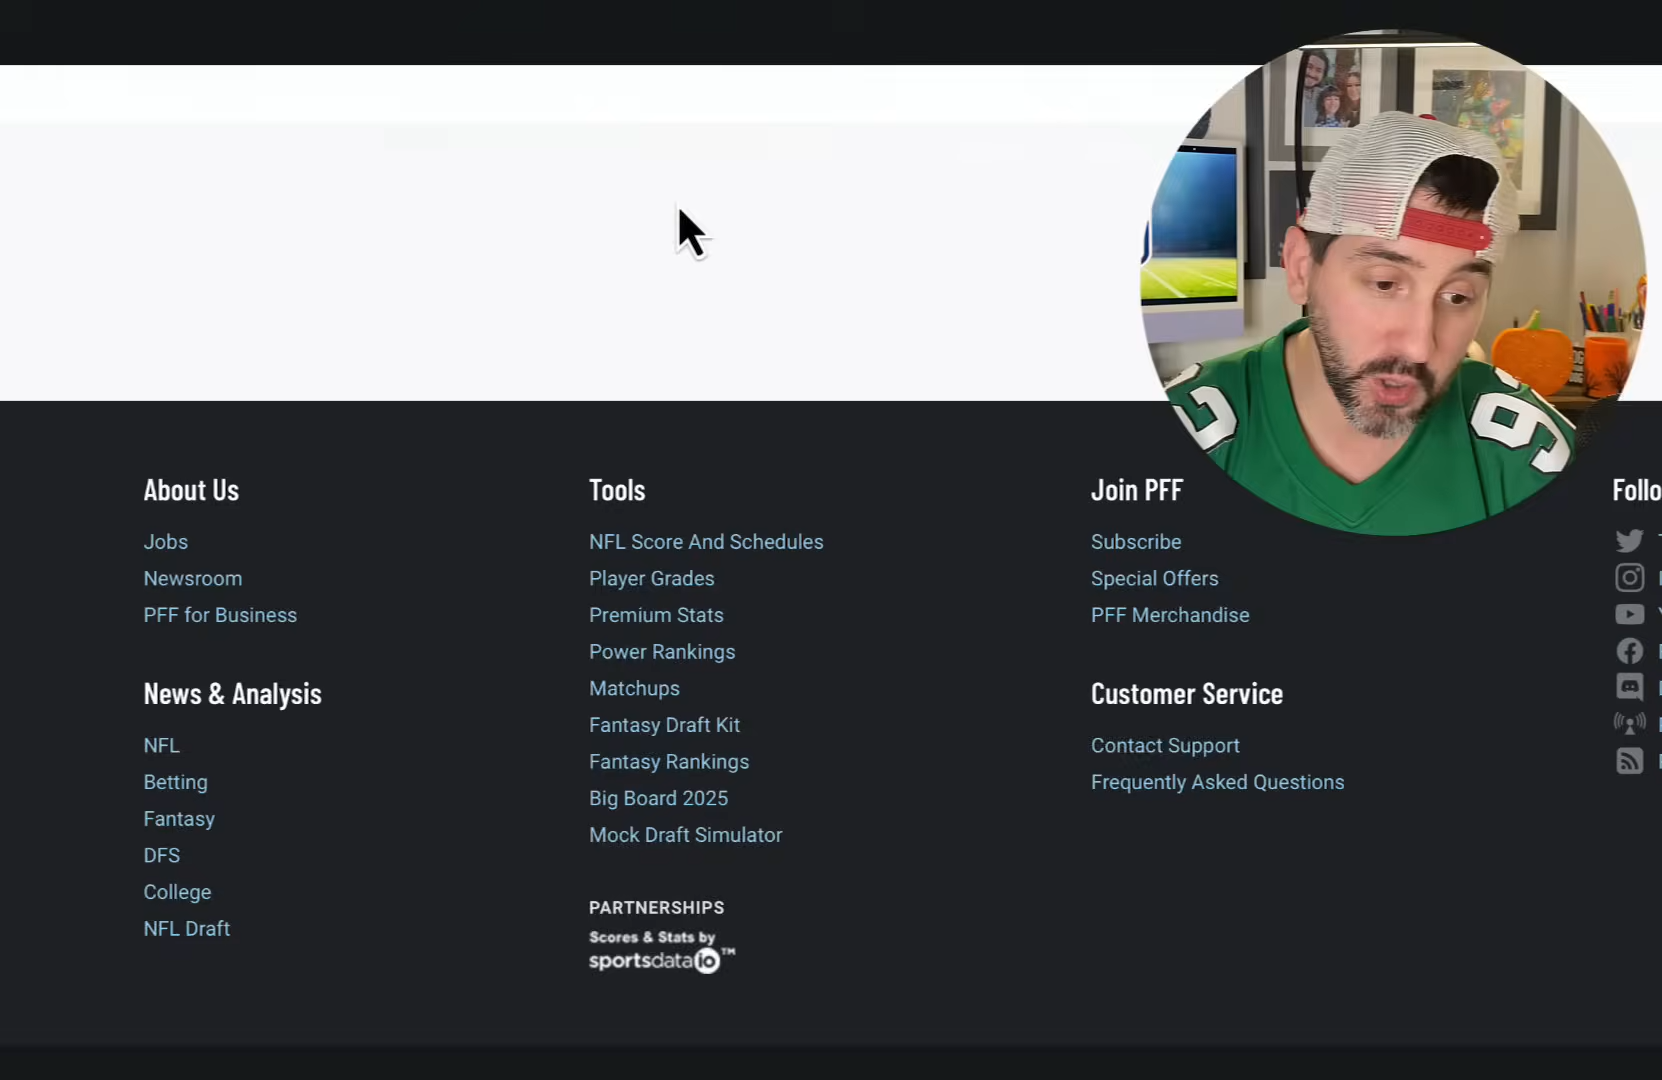 About Us
Jobs
Newsroom
PFF for Business
News & Analysis
NFL
Betting
Fantasy
DFS
College
NFL Draft
Tools
NFL Score And Schedules
Player Grades
Premium Stats
Power Rankings
Matchups
Fantasy Draft Kit
Fantasy Rankings
Big Board 2025
Mock Draft Simulator
PARTNERSHIPS
Scores & Stats by
sportsdataio™
Join PFF
Subscribe
Special Offers
PFF Merchandise
Customer Service
Contact Support
Frequently Asked Questions
Follo